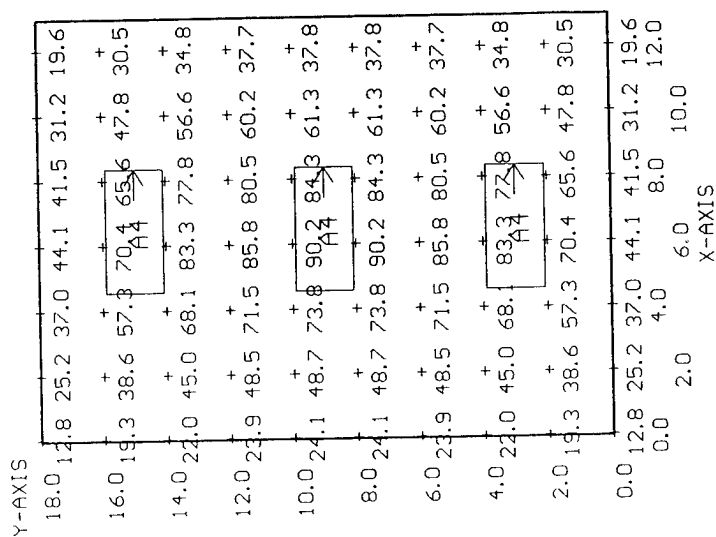 Y-AXIS
18.0 12.8 25.2 37.0 44.1 41.5 31.2 19.6
16.0 19.3 38.6 57.3 70.4 65.6 47.8 30.5
A4
14.0 22.0 45.0 68.1 83.3 77.8 56.6 34.8
12.0 23.9 48.5 71.5 85.8 80.5 60.2 37.7
10.0 24.1 48.7 73.8 90.2 84.3 61.3 37.8
A4
8.0 24.1 48.7 73.8 90.2 84.3 61.3 37.8
6.0 23.9 48.5 71.5 85.8 80.5 60.2 37.7
4.0 22.0 45.0 68.1 83.3 77.8 56.6 34.8
A4
2.0 19.3 38.6 57.3 70.4 65.6 47.8 30.5
0.0 12.8 25.2 37.0 44.1 41.5 31.2 19.6
0.0 2.0 4.0 6.0 8.0 10.0 12.0
X-AXIS